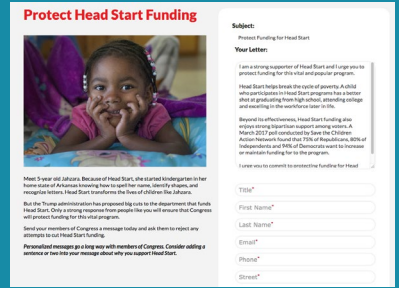 Protect Head Start Funding
Meet 5-year old Jahzara. Because of Head Start, she started kindergarten in her
home state of Arkansas knowing how to spell her name, identify shapes, and
recognize letters. Head Start transforms the lives of children like Jahzara.
But the Trump administration has proposed big cuts to the department that funds
Head Start. Only a strong response from people like you will ensure that Congress
will protect funding for this vital program.
Send your members of Congress a message today and ask them to reject any
attempts to cut Head Start funding.
Personalized messages go a long way with members of Congress. Consider adding a
sentence or two into your message about why you support Head Start.
Subject:
Protect Funding for Head Start
Your Letter:
I am a strong supporter of Head Start and I urge you to
protect funding for this vital and popular program.
Head Start helps break the cycle of poverty. A child
who participates in Head Start programs has a better
shot at graduating from high school, attending college
and excelling in the workforce later in life.
Beyond its effectiveness, Head Start funding also
enjoys strong bipartisan support among voters. A
March 2017 poll conducted by Save the Children
Action Network found that 75% of Republicans, 80% of
Independents and 94% of Democrats want to increase
or maintain funding for to the program.
I urge you to commit to protecting funding for Head
Title*
First Name*
Last Name*
Email*
Phone*
Street*